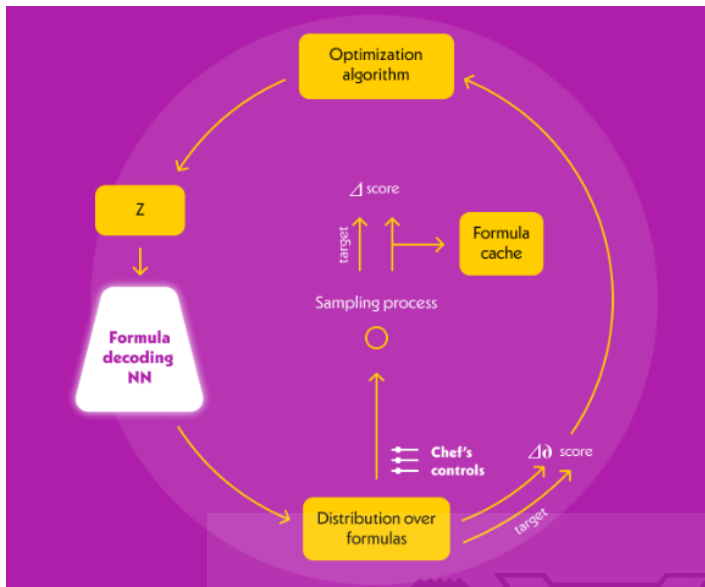 Optimization
algorithm
Z
Δ score
target
Formula
cache
Sampling process
Formula
decoding
NN
Chef's
controls
Δ∂ score
target
Distribution over
formulas